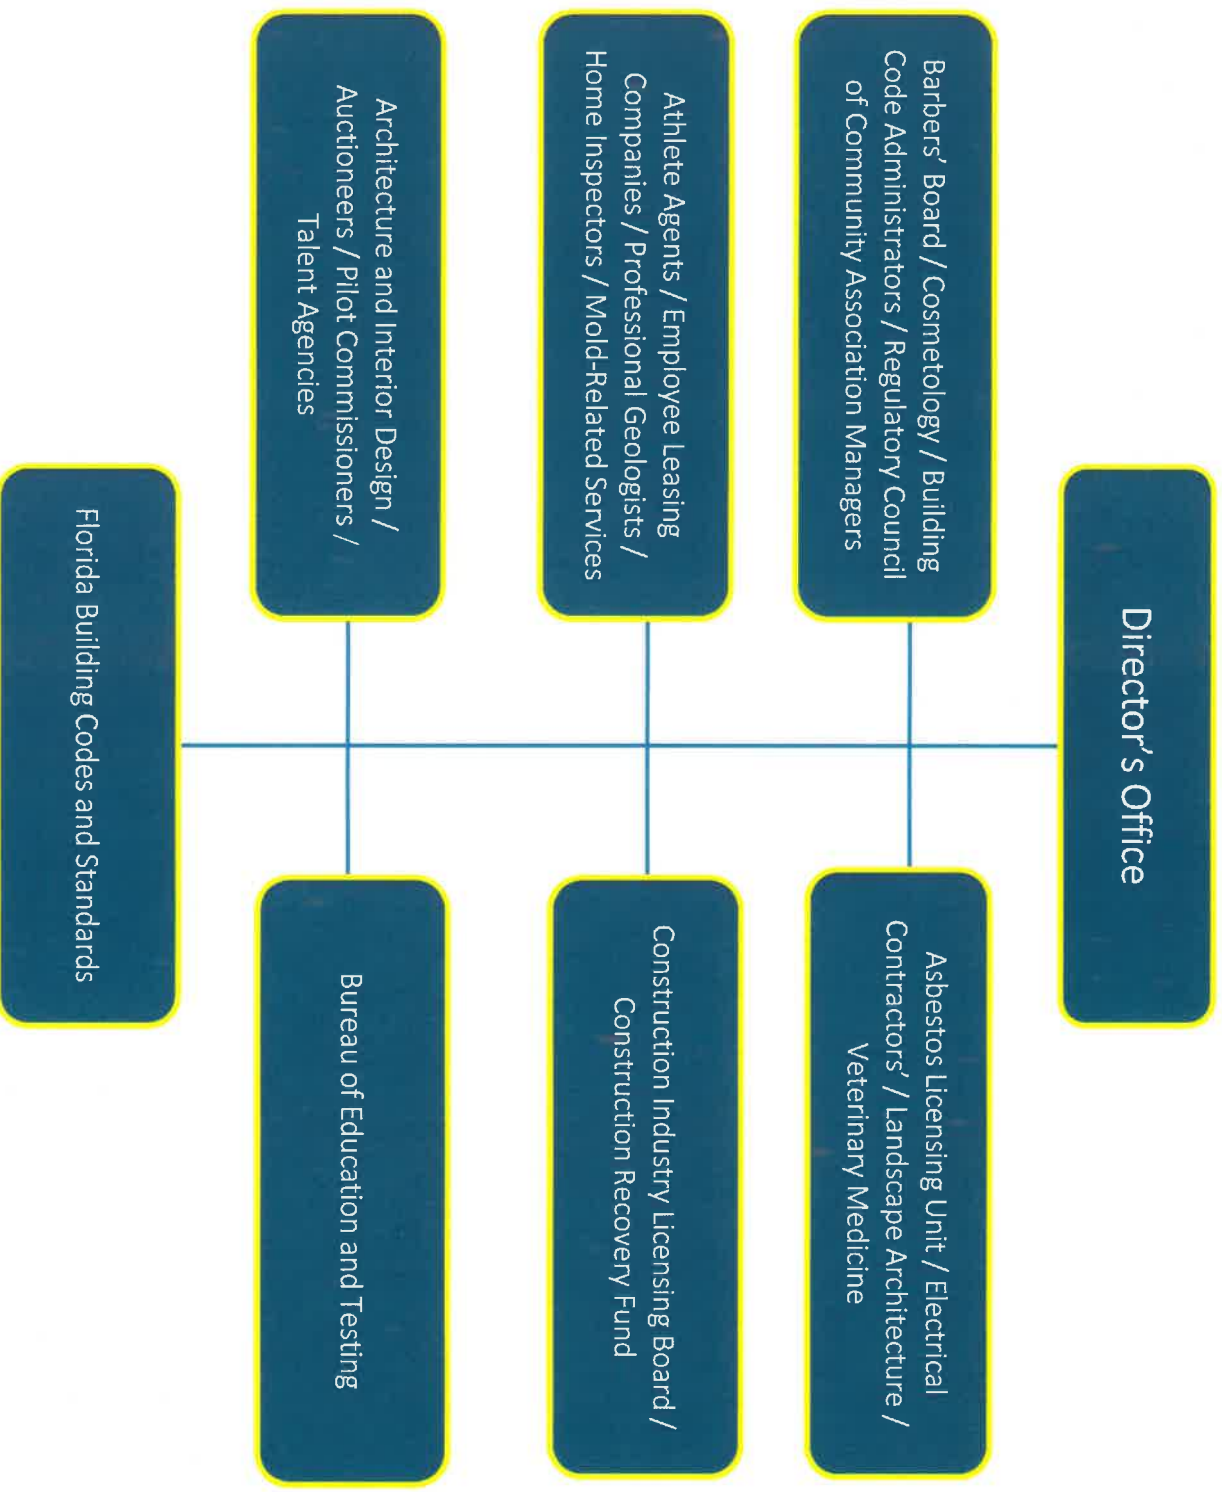 Director's Office
Barbers' Board / Cosmetology / Building
Code Administrators / Regulatory Council
of Community Association Managers
Asbestos Licensing Unit / Electrical
Contractors' / Landscape Architecture /
Veterinary Medicine
Athlete Agents / Employee Leasing
Companies / Professional Geologists /
Home Inspectors / Mold-Related Services
Construction Industry Licensing Board /
Construction Recovery Fund
Architecture and Interior Design /
Auctioneers / Pilot Commissioners /
Talent Agencies
Bureau of Education and Testing
Florida Building Codes and Standards